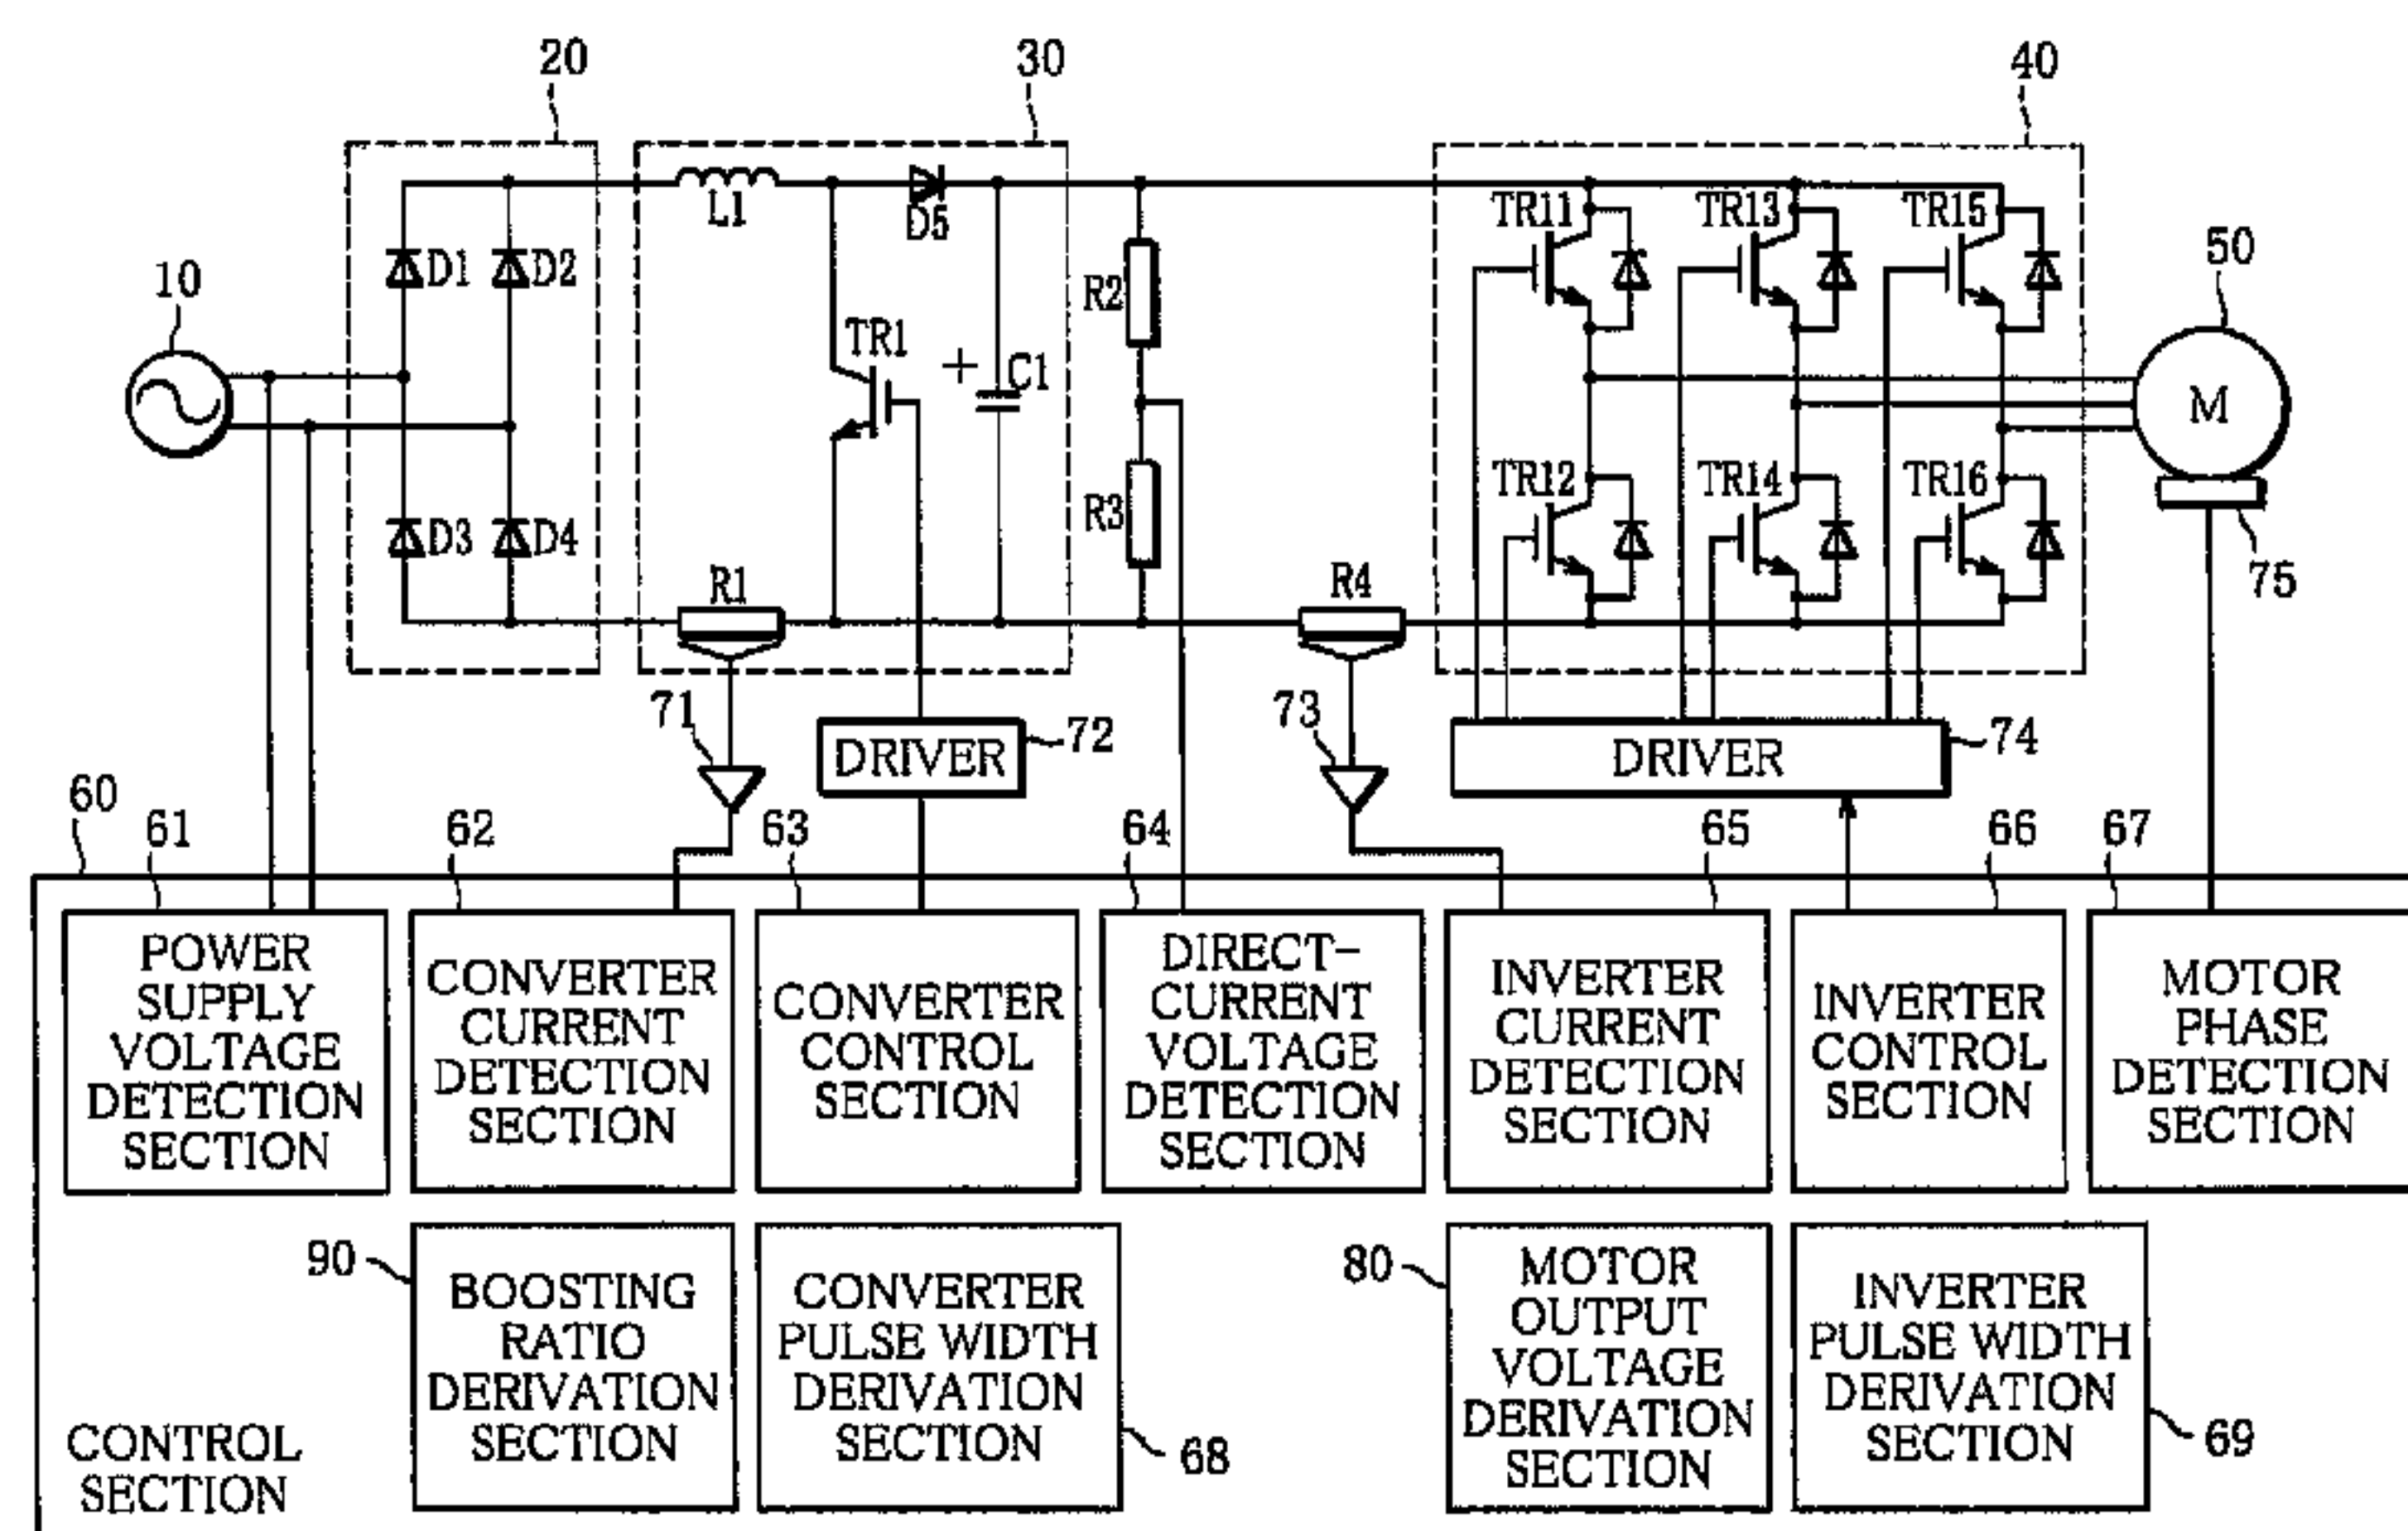 20
30
40
10
50
L1
D5
D1
D2
D3
D4
TR1
+
C1
R1
R2
R3
R4
TR11
TR13
TR15
TR12
TR14
TR16
M
75
71
DRIVER
72
73
DRIVER
74
60
61
62
63
64
65
66
67
POWER
SUPPLY
VOLTAGE
DETECTION
SECTION
CONVERTER
CURRENT
DETECTION
SECTION
CONVERTER
CONTROL
SECTION
DIRECT-
CURRENT
VOLTAGE
DETECTION
SECTION
INVERTER
CURRENT
DETECTION
SECTION
INVERTER
CONTROL
SECTION
MOTOR
PHASE
DETECTION
SECTION
90
BOOSTING
RATIO
DERIVATION
SECTION
CONVERTER
PULSE WIDTH
DERIVATION
SECTION
68
80
MOTOR
OUTPUT
VOLTAGE
DERIVATION
SECTION
INVERTER
PULSE WIDTH
DERIVATION
SECTION
69
CONTROL
SECTION